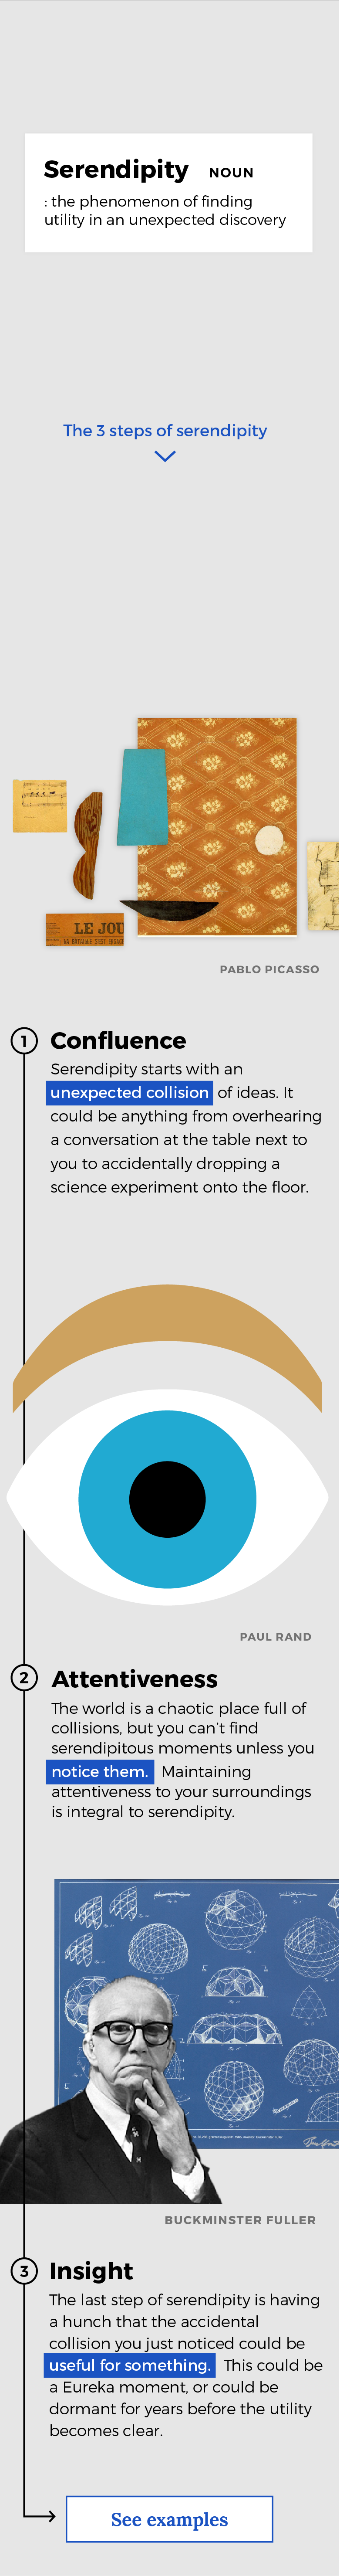 Serendipity NOUN
: the phenomenon of finding
utility in an unexpected discovery
The 3 steps of serendipity
LE JOU
LA BATAILLE S'EST ENGAGÉ
PABLO PICASSO
1 Confluence
Serendipity starts with an
unexpected collision of ideas. It
could be anything from overhearing
a conversation at the table next to
you to accidentally dropping a
science experiment onto the floor.
PAUL RAND
2 Attentiveness
The world is a chaotic place full of
collisions, but you can't find
serendipitous moments unless you
notice them. Maintaining
attentiveness to your surroundings
is integral to serendipity.
BUCKMINSTER FULLER
3 Insight
The last step of serendipity is having
a hunch that the accidental
collision you just noticed could be
useful for something. This could be
a Eureka moment, or could be
dormant for years before the utility
becomes clear.
See examples